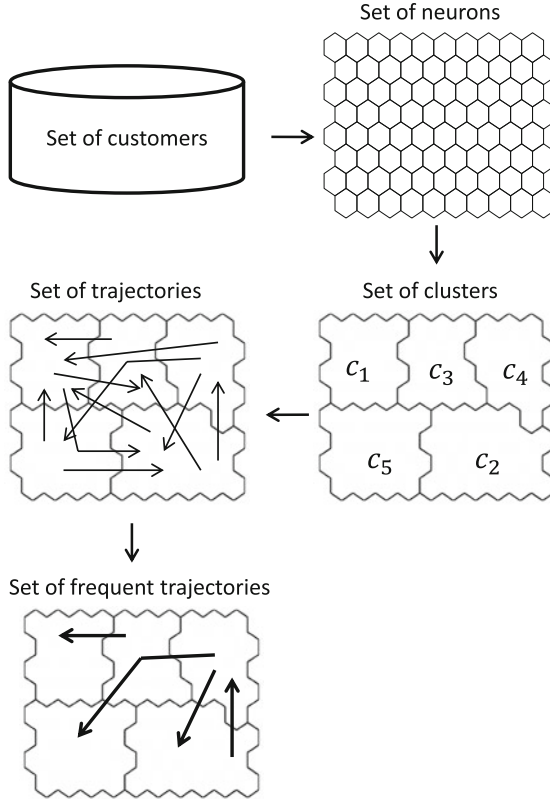 Set of neurons
Set of customers
Set of trajectories
Set of clusters
c₁
c₃
c₄
c₅
c₂
Set of frequent trajectories